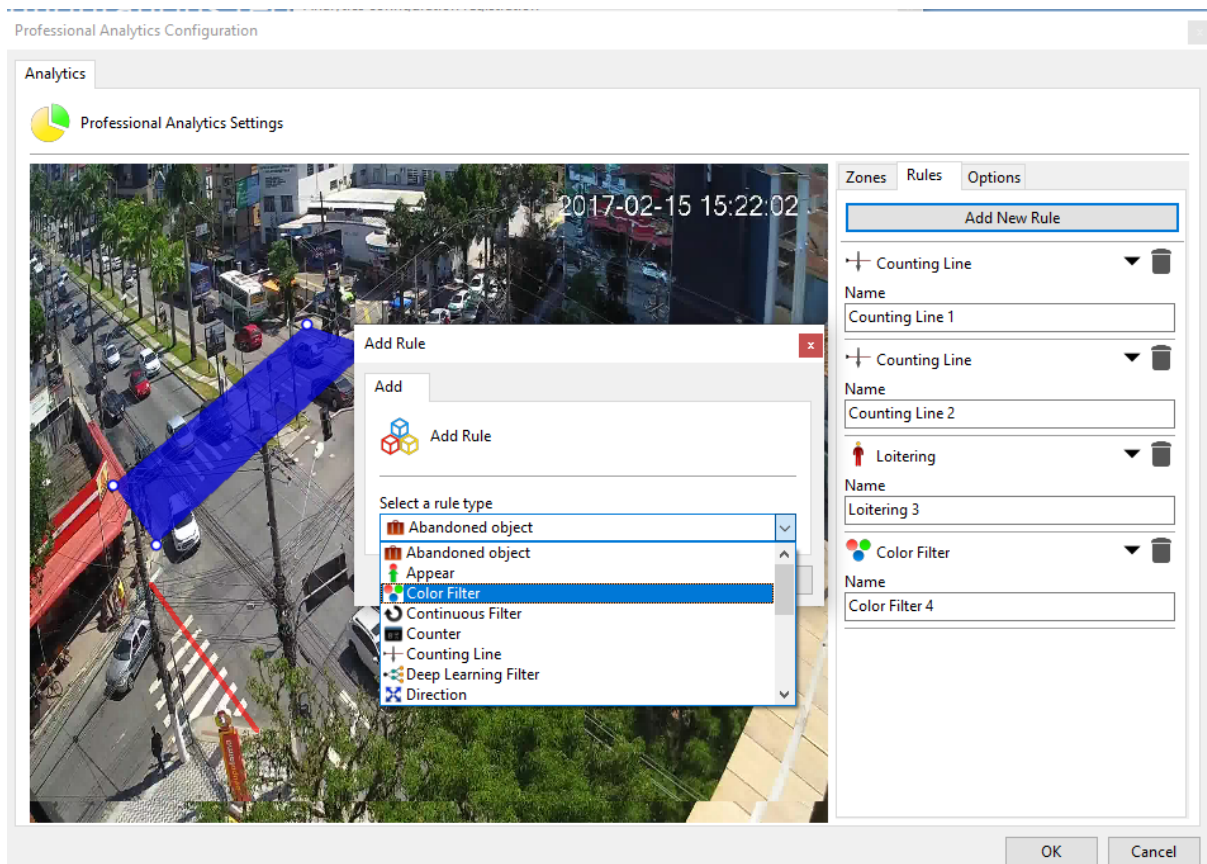 Professional Analytics Configuration
Analytics
Professional Analytics Settings
2017-02-15 15:22:02
Zones
Rules
Options
Add New Rule
Counting Line
Name
Counting Line 1
Counting Line
Name
Counting Line 2
Loitering
Name
Loitering 3
Color Filter
Name
Color Filter 4
Add Rule
x
Add
Add Rule
Select a rule type
Abandoned object
Abandoned object
Appear
Color Filter
Continuous Filter
Counter
Counting Line
Deep Learning Filter
Direction
OK
Cancel